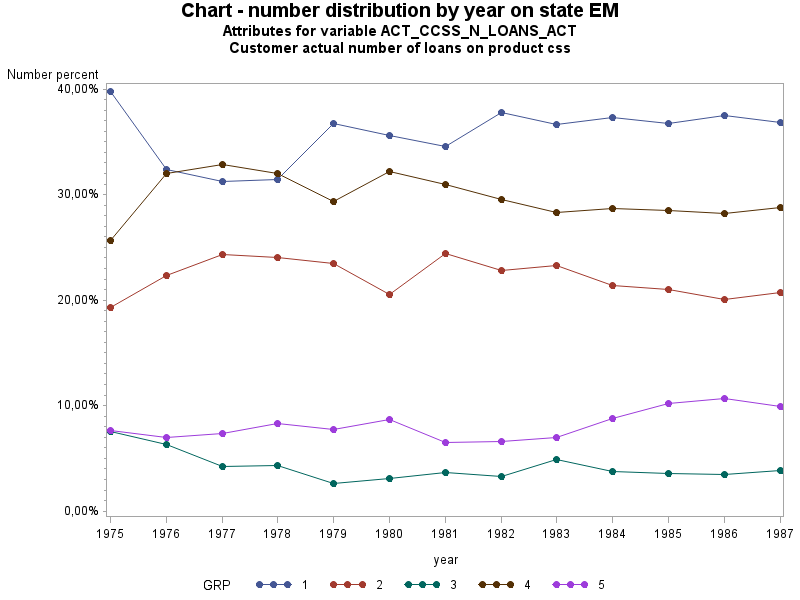 Chart - number distribution by year on state EM
Attributes for variable ACT_CCSS_N_LOANS_ACT
Customer actual number of loans on product css
Number percent
40,00%
30,00%
20,00%
10,00%
0,00%
1975 1976 1977 1978 1979 1980 1981 1982 1983 1984 1985 1986 1987
year
GRP 1 2 3 4 5